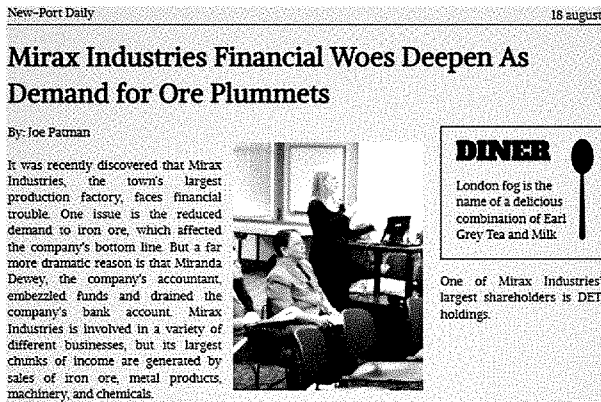 New-Port Daily
18 august
Mirax Industries Financial Woes Deepen As
Demand for Ore Plummets
By: Joe Patman
It was recently discovered that Mirax
Industries, the town's largest
production factory, faces financial
trouble. One issue is the reduced
demand to iron ore, which affected
the company's bottom line. But a far
more dramatic reason is that Miranda
Dewey, the company's accountant,
embezzled funds and drained the
company's bank account. Mirax
Industries is involved in a variety of
different businesses, but its largest
chunks of income are generated by
sales of iron ore, metal products,
machinery, and chemicals.
DINER
London fog is the
name of a delicious
combination of Earl
Grey Tea and Milk
One of Mirax Industries'
largest shareholders is DET
holdings.